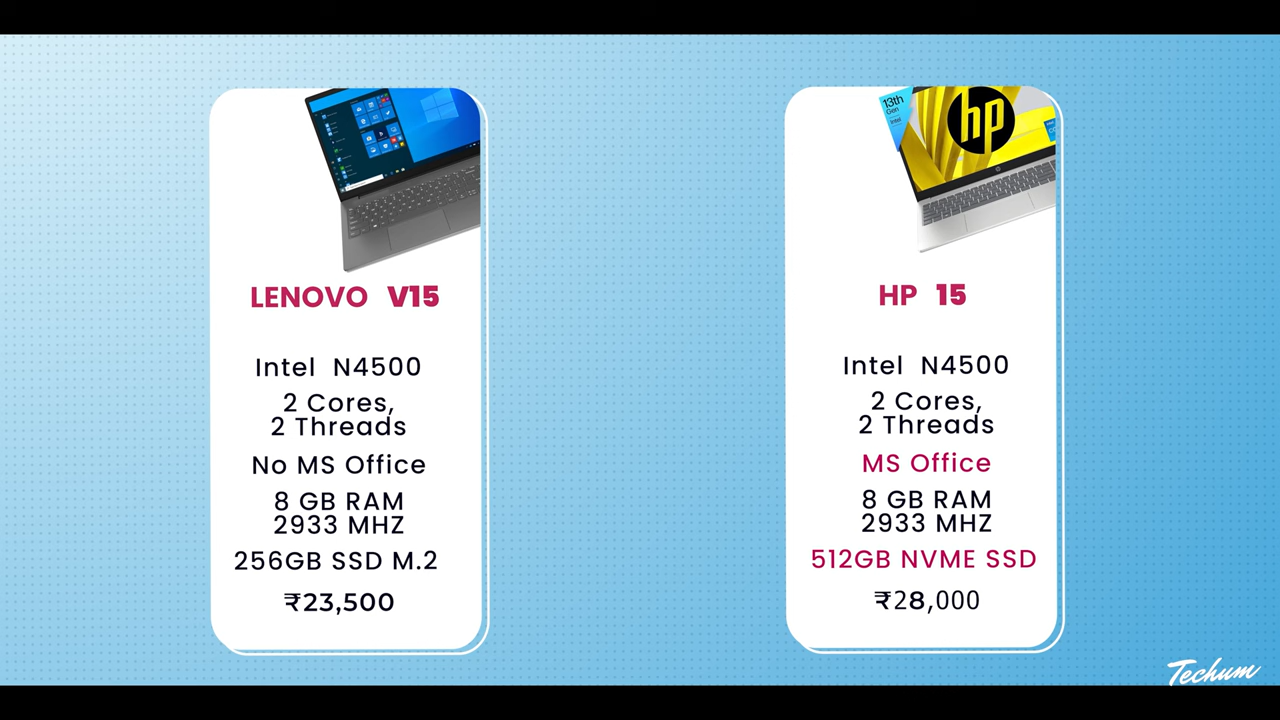 LENOVO V15
Intel N4500
2 Cores,
2 Threads
No MS Office
8 GB RAM
2933 MHZ
256GB SSD M.2
₹23,500
13th
Gen
Intel
hp
HP 15
Intel N4500
2 Cores,
2 Threads
MS Office
8 GB RAM
2933 MHZ
512GB NVME SSD
₹28,000
Techum